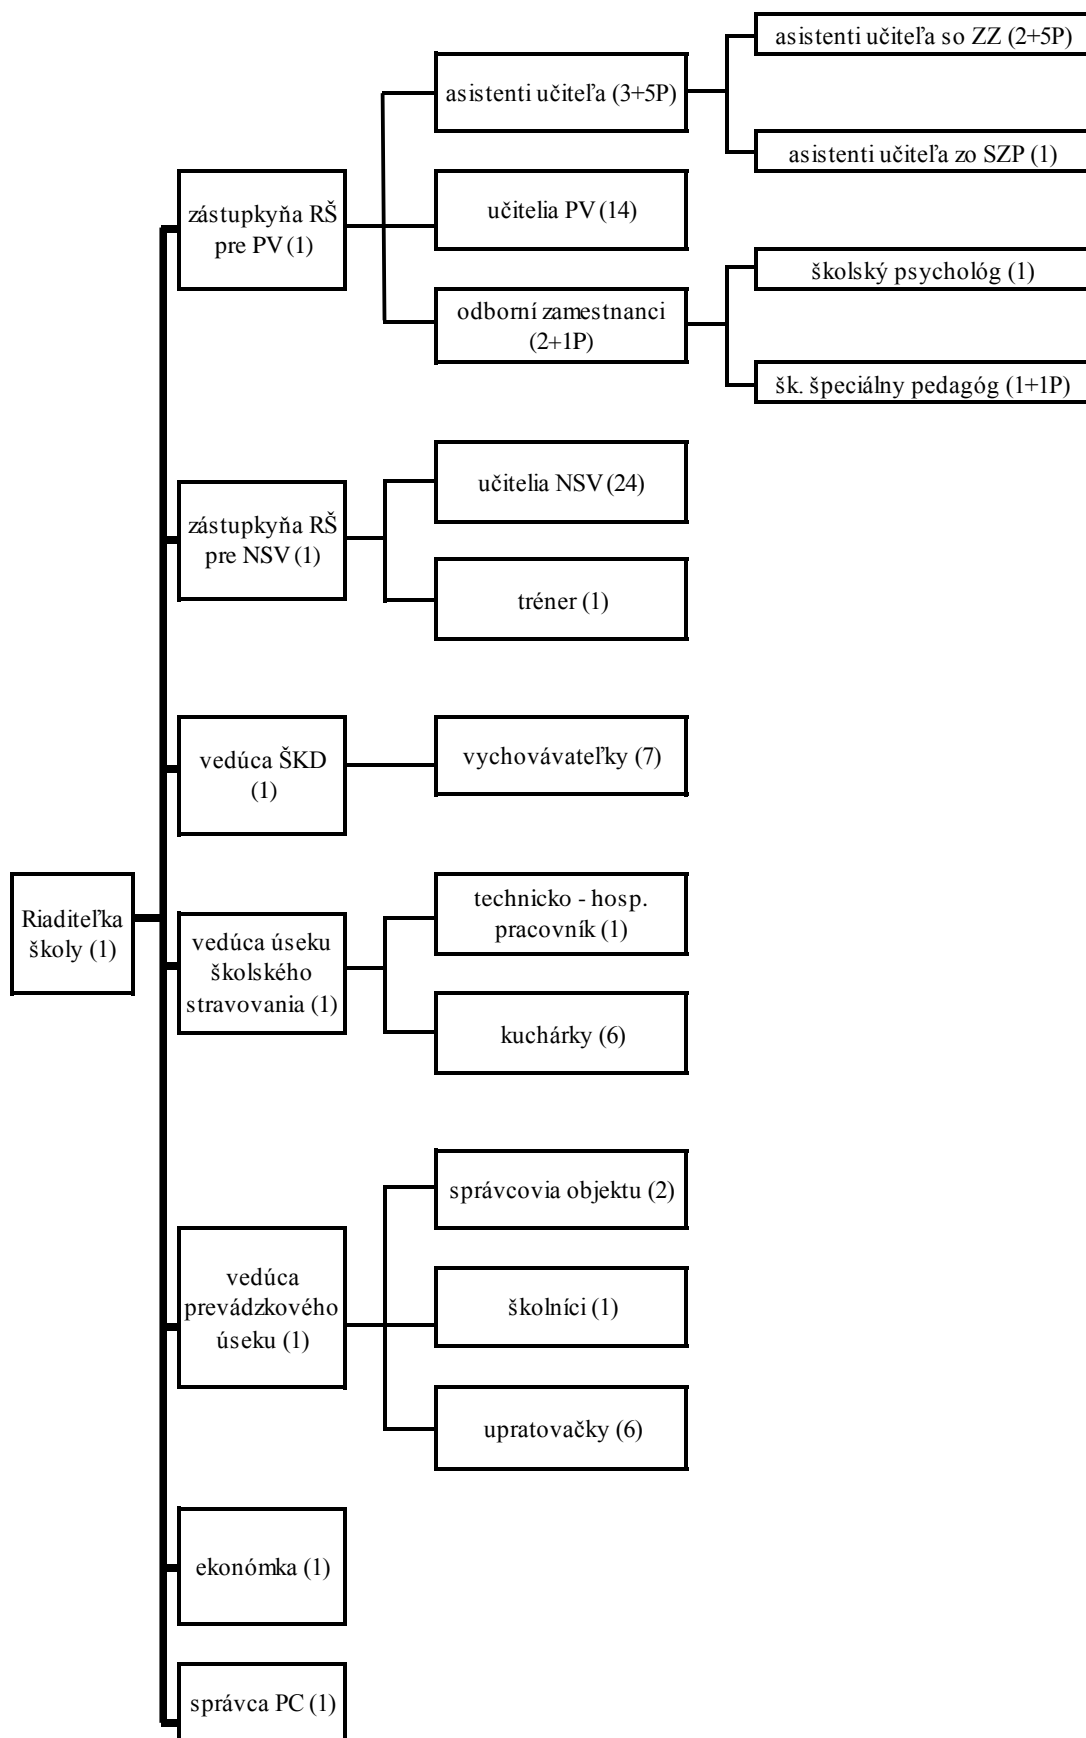 asistenti učiteľa so ZZ (2+5P)
asistenti učiteľa (3+5P)
asistenti učiteľa zo SZP (1)
zástupkyňa RŠ
pre PV (1)
učitelia PV (14)
školský psychológ (1)
odborní zamestnanci
(2+1P)
šk. špeciálny pedagóg (1+1P)
učitelia NSV (24)
zástupkyňa RŠ
pre NSV (1)
tréner (1)
vedúca ŠKD
(1)
vychovávateľky (7)
Riaditeľka
školy (1)
technicko - hosp.
pracovník (1)
vedúca úseku
školského
stravovania (1)
kuchárky (6)
správcovia objektu (2)
vedúca
prevádzkového
úseku (1)
školníci (1)
upratovačky (6)
ekonómka (1)
správca PC (1)